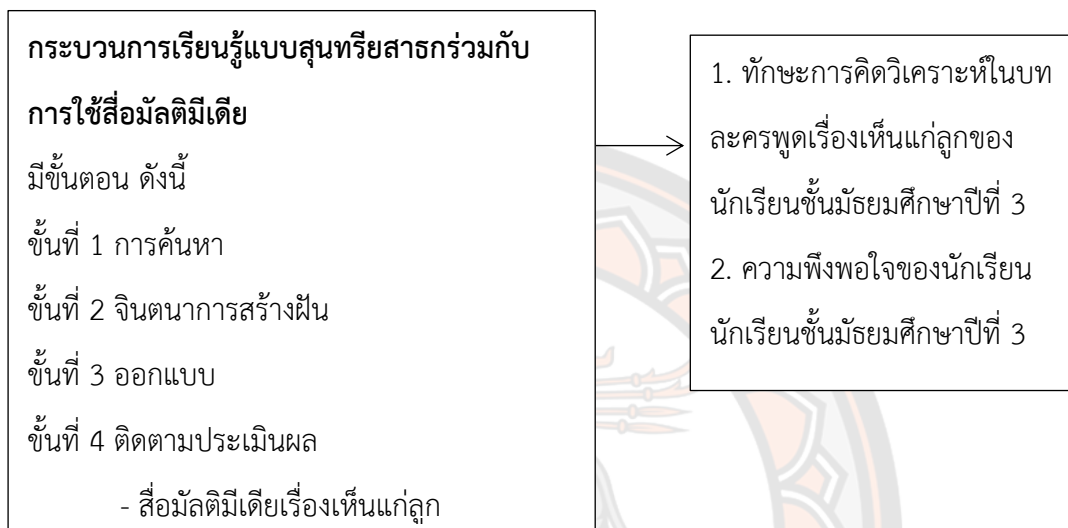 กระบวนการเรียนรู้แบบสุนทรียสาธกร่วมกับ
การใช้สื่อมัลติมีเดีย
มีขั้นตอน ดังนี้
ขั้นที่ 1 การค้นหา
ขั้นที่ 2 จินตนาการสร้างฝัน
ขั้นที่ 3 ออกแบบ
ขั้นที่ 4 ติดตามประเมินผล
- สื่อมัลติมีเดียเรื่องเห็นแก่ลูก
1. ทักษะการคิดวิเคราะห์ในบท
ละครพูดเรื่องเห็นแก่ลูกของ
นักเรียนชั้นมัธยมศึกษาปีที่ 3
2. ความพึงพอใจของนักเรียน
นักเรียนชั้นมัธยมศึกษาปีที่ 3